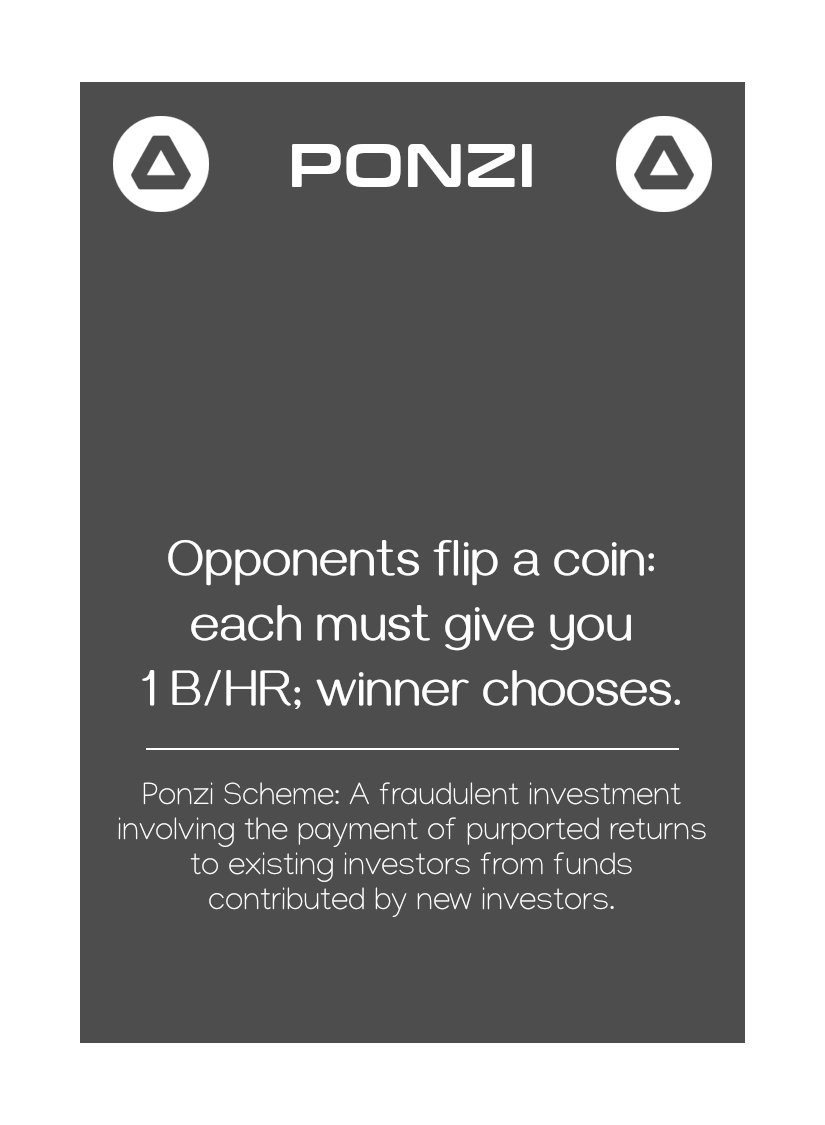 PONZI
Opponents flip a coin:
each must give you
1 B/HR; winner chooses.
Ponzi Scheme: A fraudulent investment
involving the payment of purported returns
to existing investors from funds
contributed by new investors.